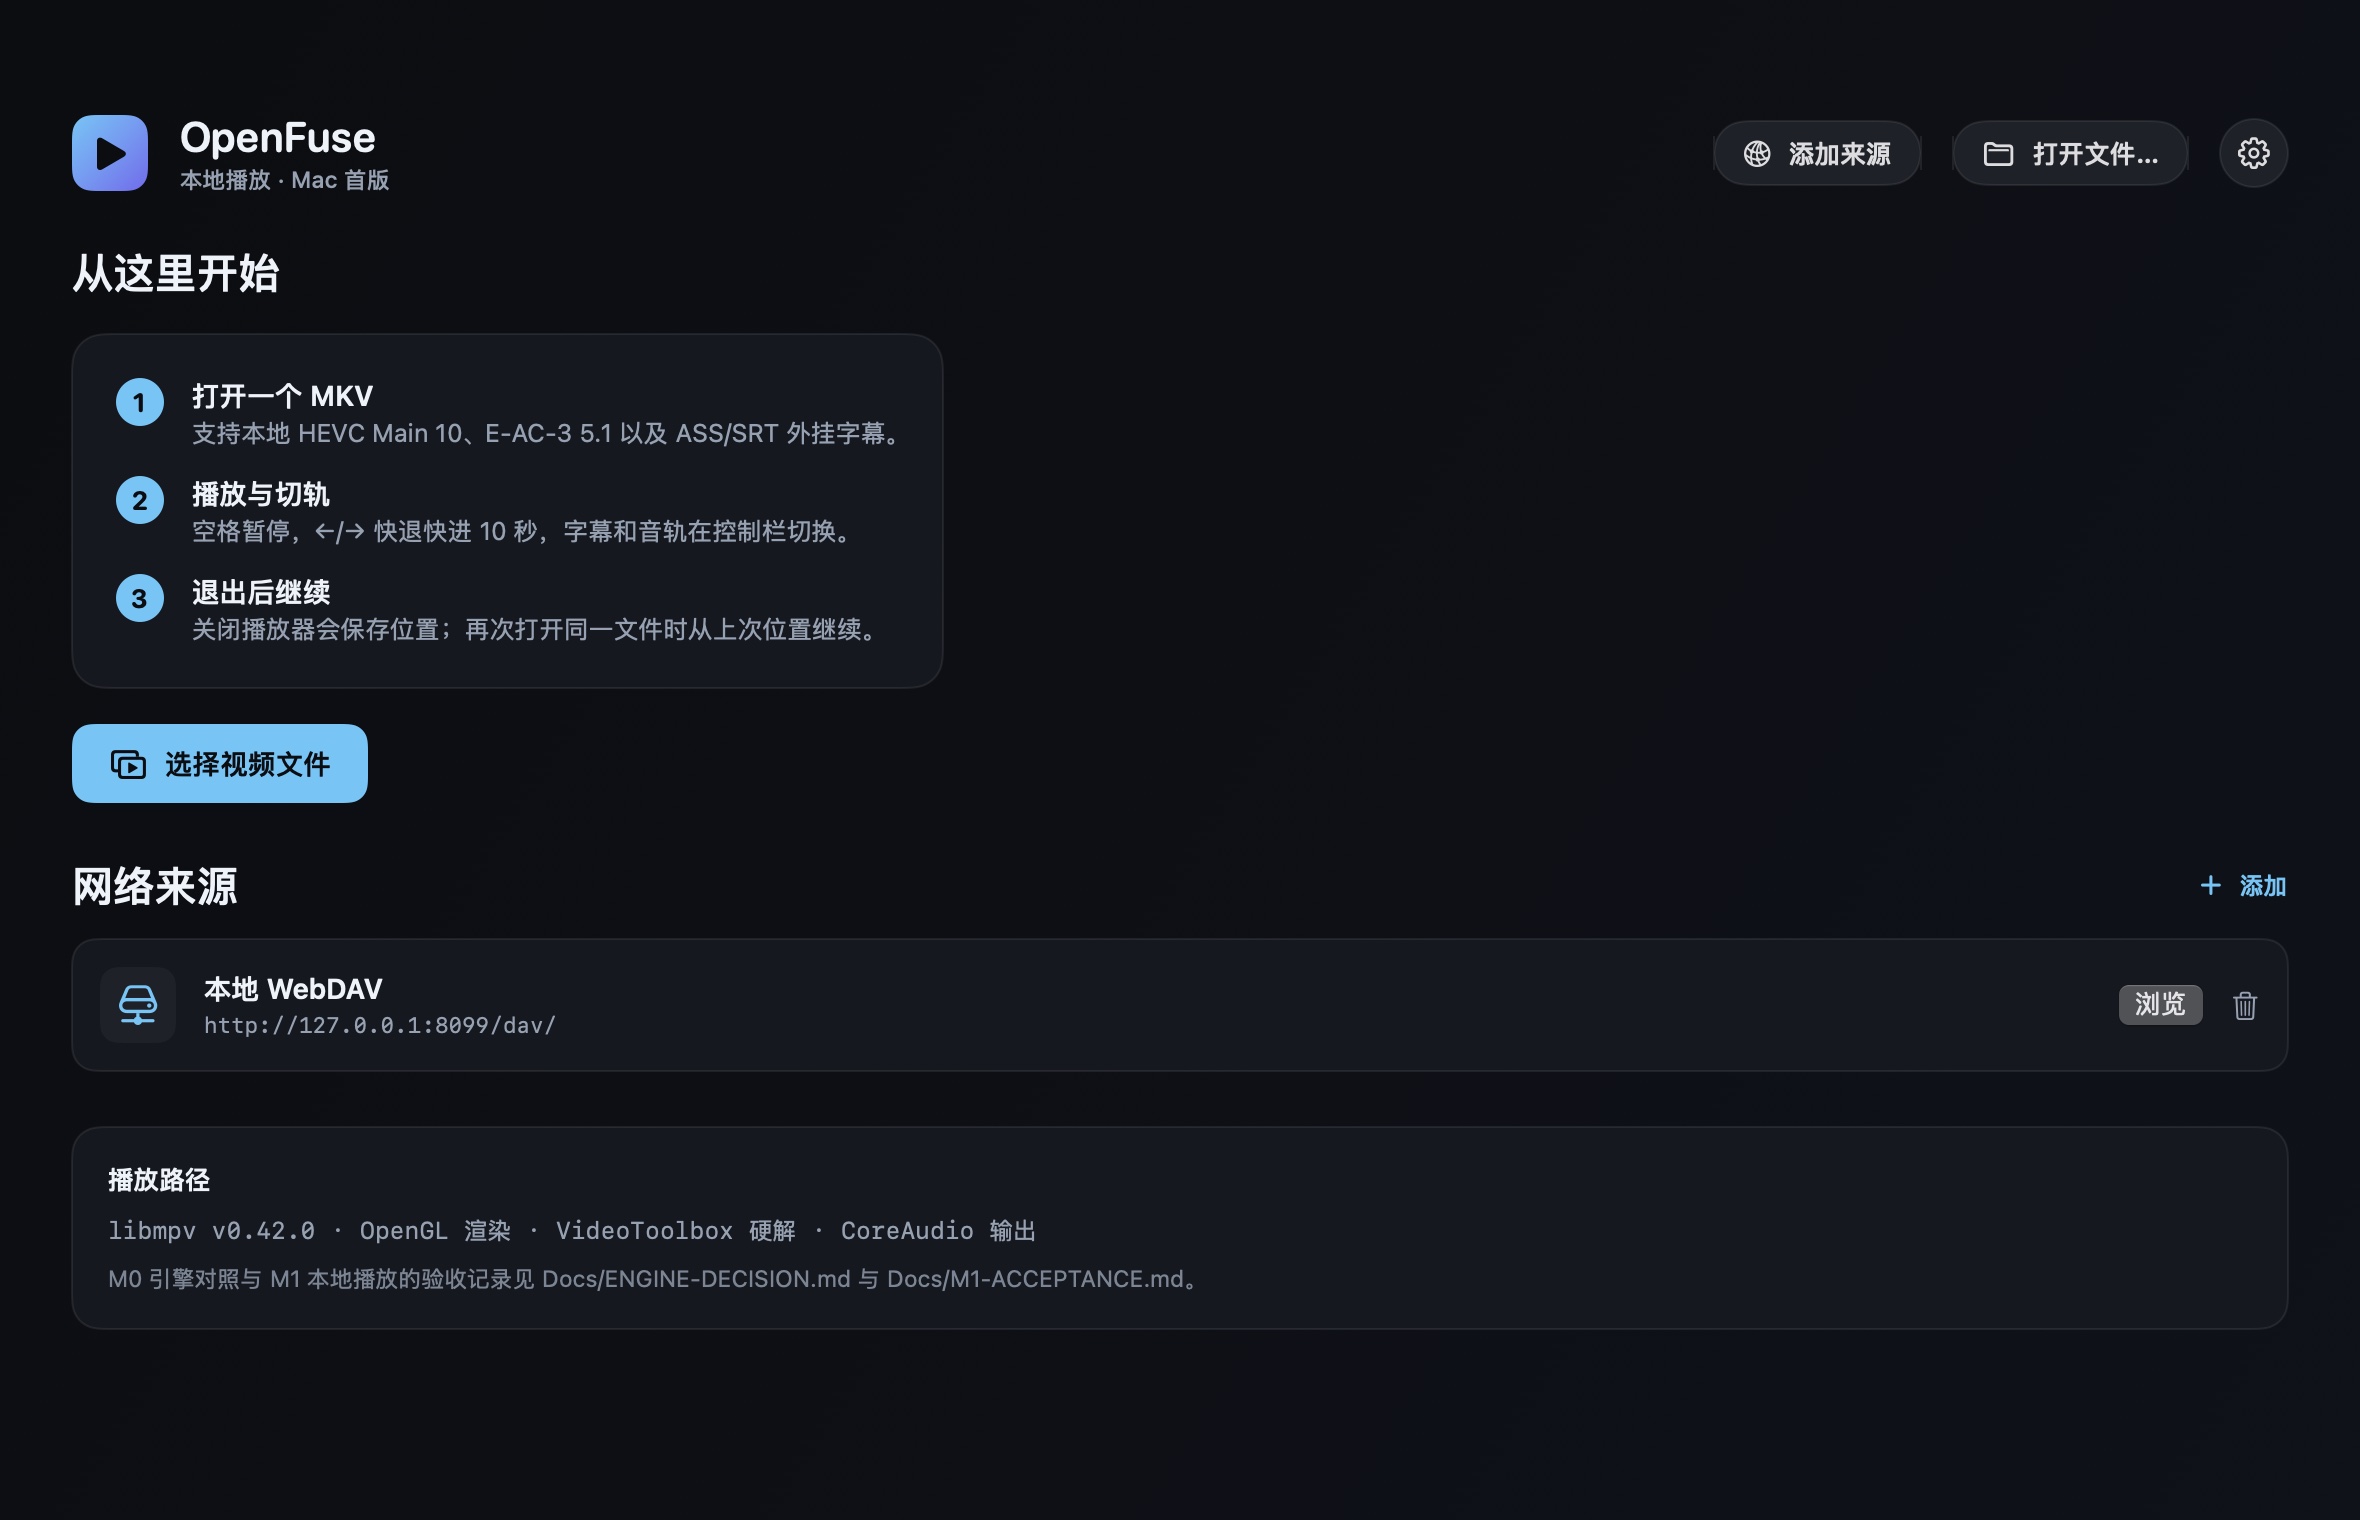 OpenFuse
本地播放 · Mac 首版
添加来源
打开文件...
从这里开始
1
打开一个 MKV
支持本地 HEVC Main 10、E-AC-3 5.1 以及 ASS/SRT 外挂字幕。
2
播放与切轨
空格暂停，←/→ 快退快进 10 秒，字幕和音轨在控制栏切换。
3
退出后继续
关闭播放器会保存位置；再次打开同一文件时从上次位置继续。
选择视频文件
网络来源
+ 添加
本地 WebDAV
http://127.0.0.1:8099/dav/
浏览
播放路径
libmpv v0.42.0 · OpenGL 渲染 · VideoToolbox 硬解 · CoreAudio 输出
M0 引擎对照与 M1 本地播放的验收记录见 Docs/ENGINE-DECISION.md 与 Docs/M1-ACCEPTANCE.md。